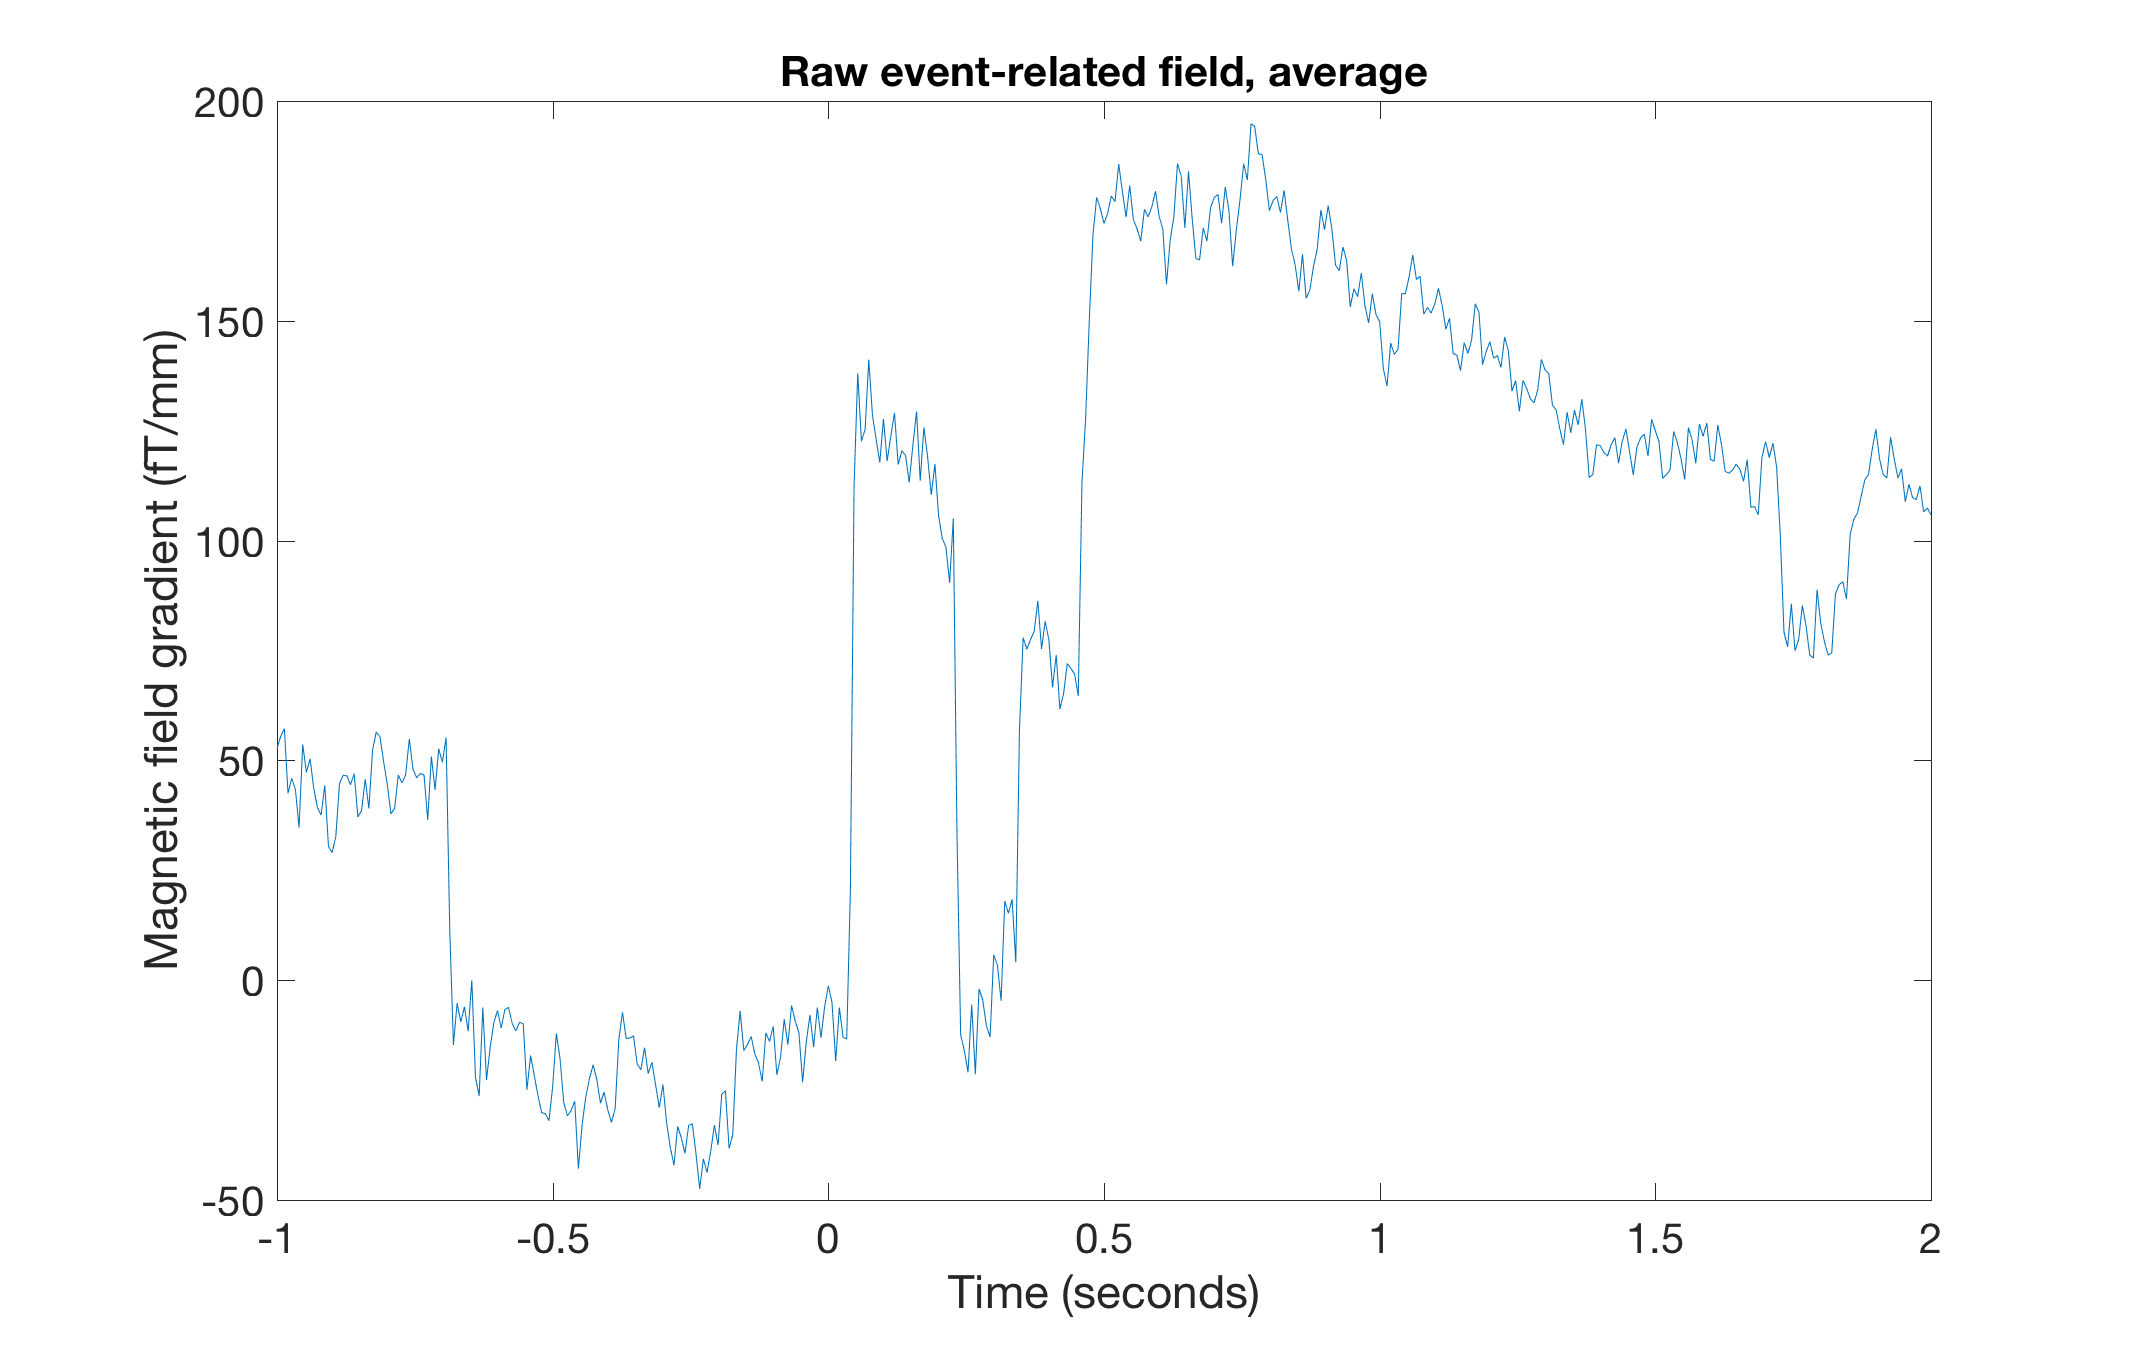 Raw event-related field, average
200
150
100
50
0
-50
Magnetic field gradient (fT/mm)
-1 -0.5 0 0.5 1 1.5 2
Time (seconds)